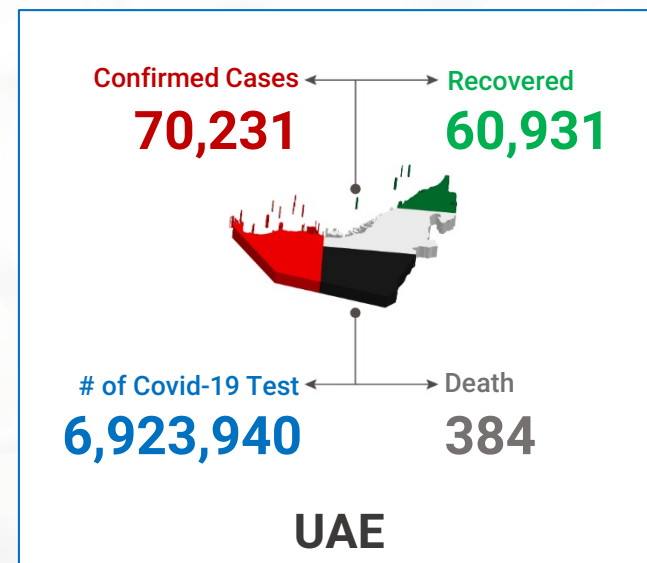 Confirmed Cases
70,231
Recovered
60,931
# of Covid-19 Test
6,923,940
Death
384
UAE